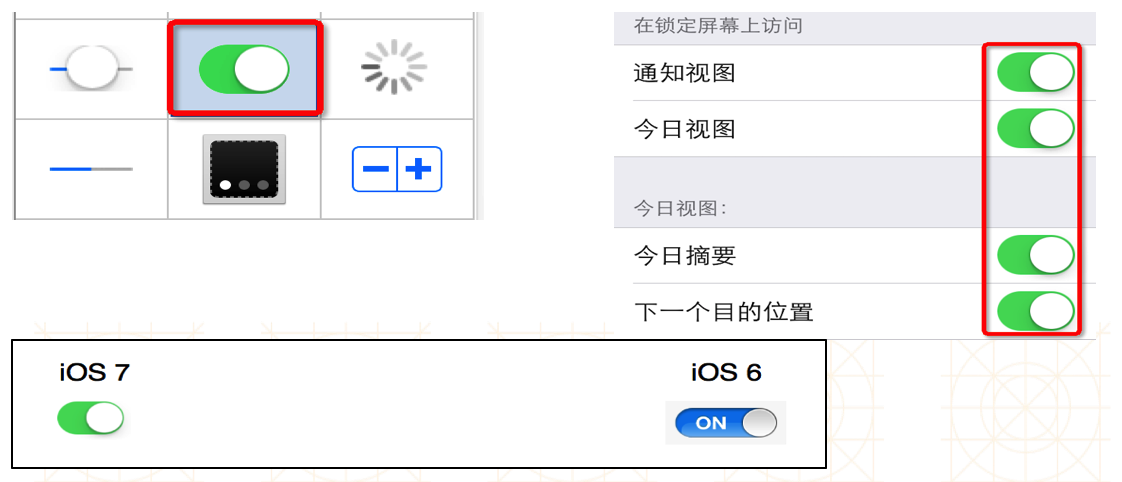 在锁定屏幕上访问
通知视图
今日视图
今日视图：
今日摘要
下一个目的位置
iOS 7
iOS 6
ON